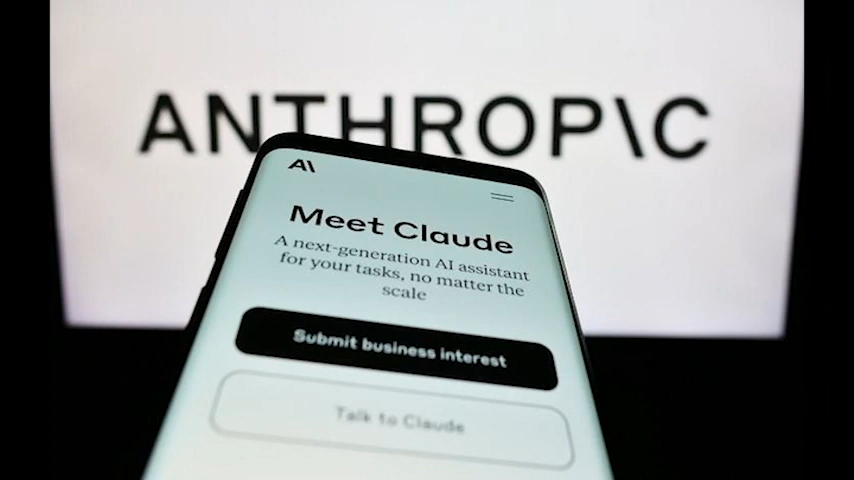 ANTHROP\C
A\
Meet Claude
A next-generation AI assistant
for your tasks, no matter the
scale
Submit business interest
Talk to Claude